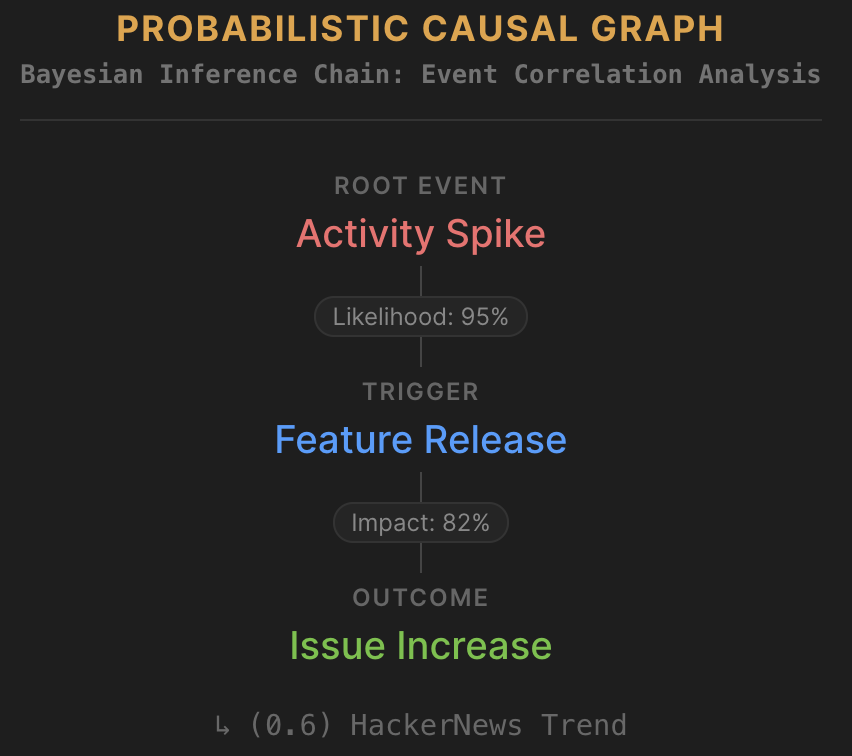 PROBABILISTIC CAUSAL GRAPH
Bayesian Inference Chain: Event Correlation Analysis
ROOT EVENT
Activity Spike
Likelihood: 95%
TRIGGER
Feature Release
Impact: 82%
OUTCOME
Issue Increase
↳ (0.6) HackerNews Trend